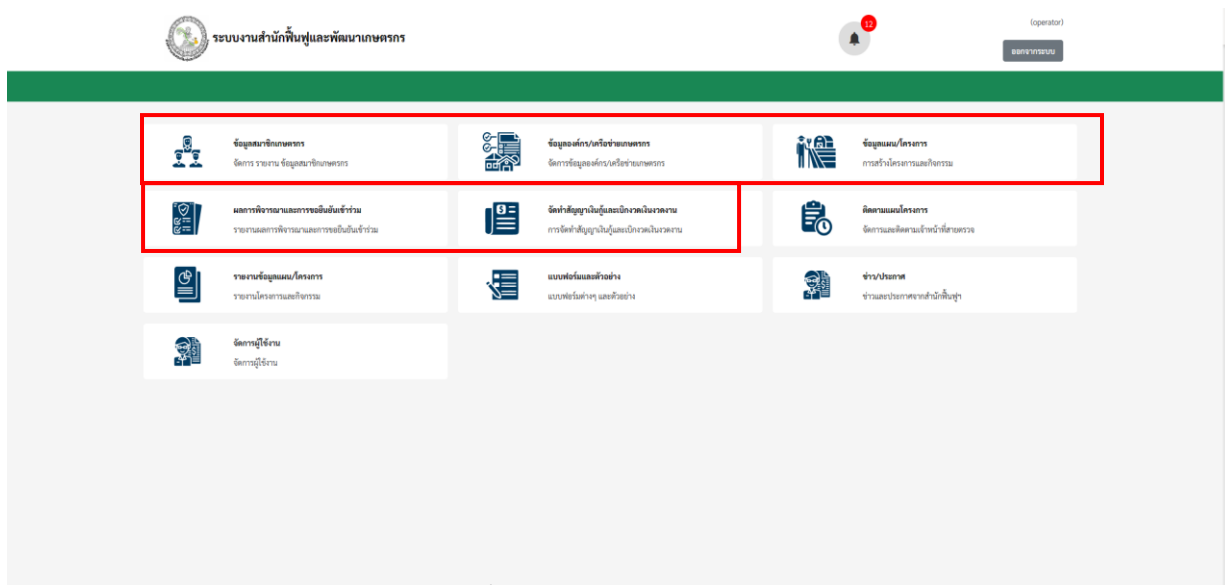 ระบบงานสำนักฟื้นฟูและพัฒนาเกษตรกร
12
(operator)
ออกจากระบบ
ข้อมูลสมาชิกเกษตรกร
จัดการ รายงาน ข้อมูลสมาชิกเกษตรกร
ข้อมูลองค์กร/เครือข่ายเกษตรกร
จัดการข้อมูลองค์กร/เครือข่ายเกษตรกร
ข้อมูลแผน/โครงการ
การสร้างโครงการและกิจกรรม
ผลการพิจารณาและการขอยืนยันเข้าร่วม
รายงานผลการพิจารณาและการขอยืนยันเข้าร่วม
จัดทำสัญญาเงินกู้และเบิกงวดเงินงวดงาน
การจัดทำสัญญาเงินกู้และเบิกงวดเงินงวดงาน
ติดตามแผนโครงการ
จัดการและติดตามเจ้าหน้าที่สายตรวจ
รายงานข้อมูลแผน/โครงการ
รายงานโครงการและกิจกรรม
แบบฟอร์มและตัวอย่าง
แบบฟอร์มต่างๆ และตัวอย่าง
ข่าว/ประกาศ
ข่าวและประกาศจากสำนักฟื้นฟูฯ
จัดการผู้ใช้งาน
จัดการผู้ใช้งาน